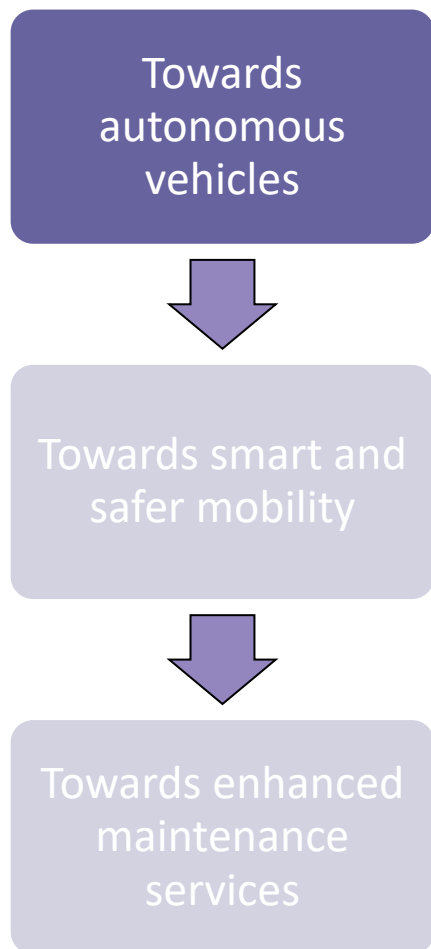 Towards
autonomous
vehicles
Towards smart and
safer mobility
Towards enhanced
maintenance
services